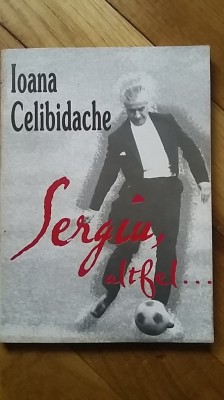 Ioana
Celibidache
Sergiu,
altfel...